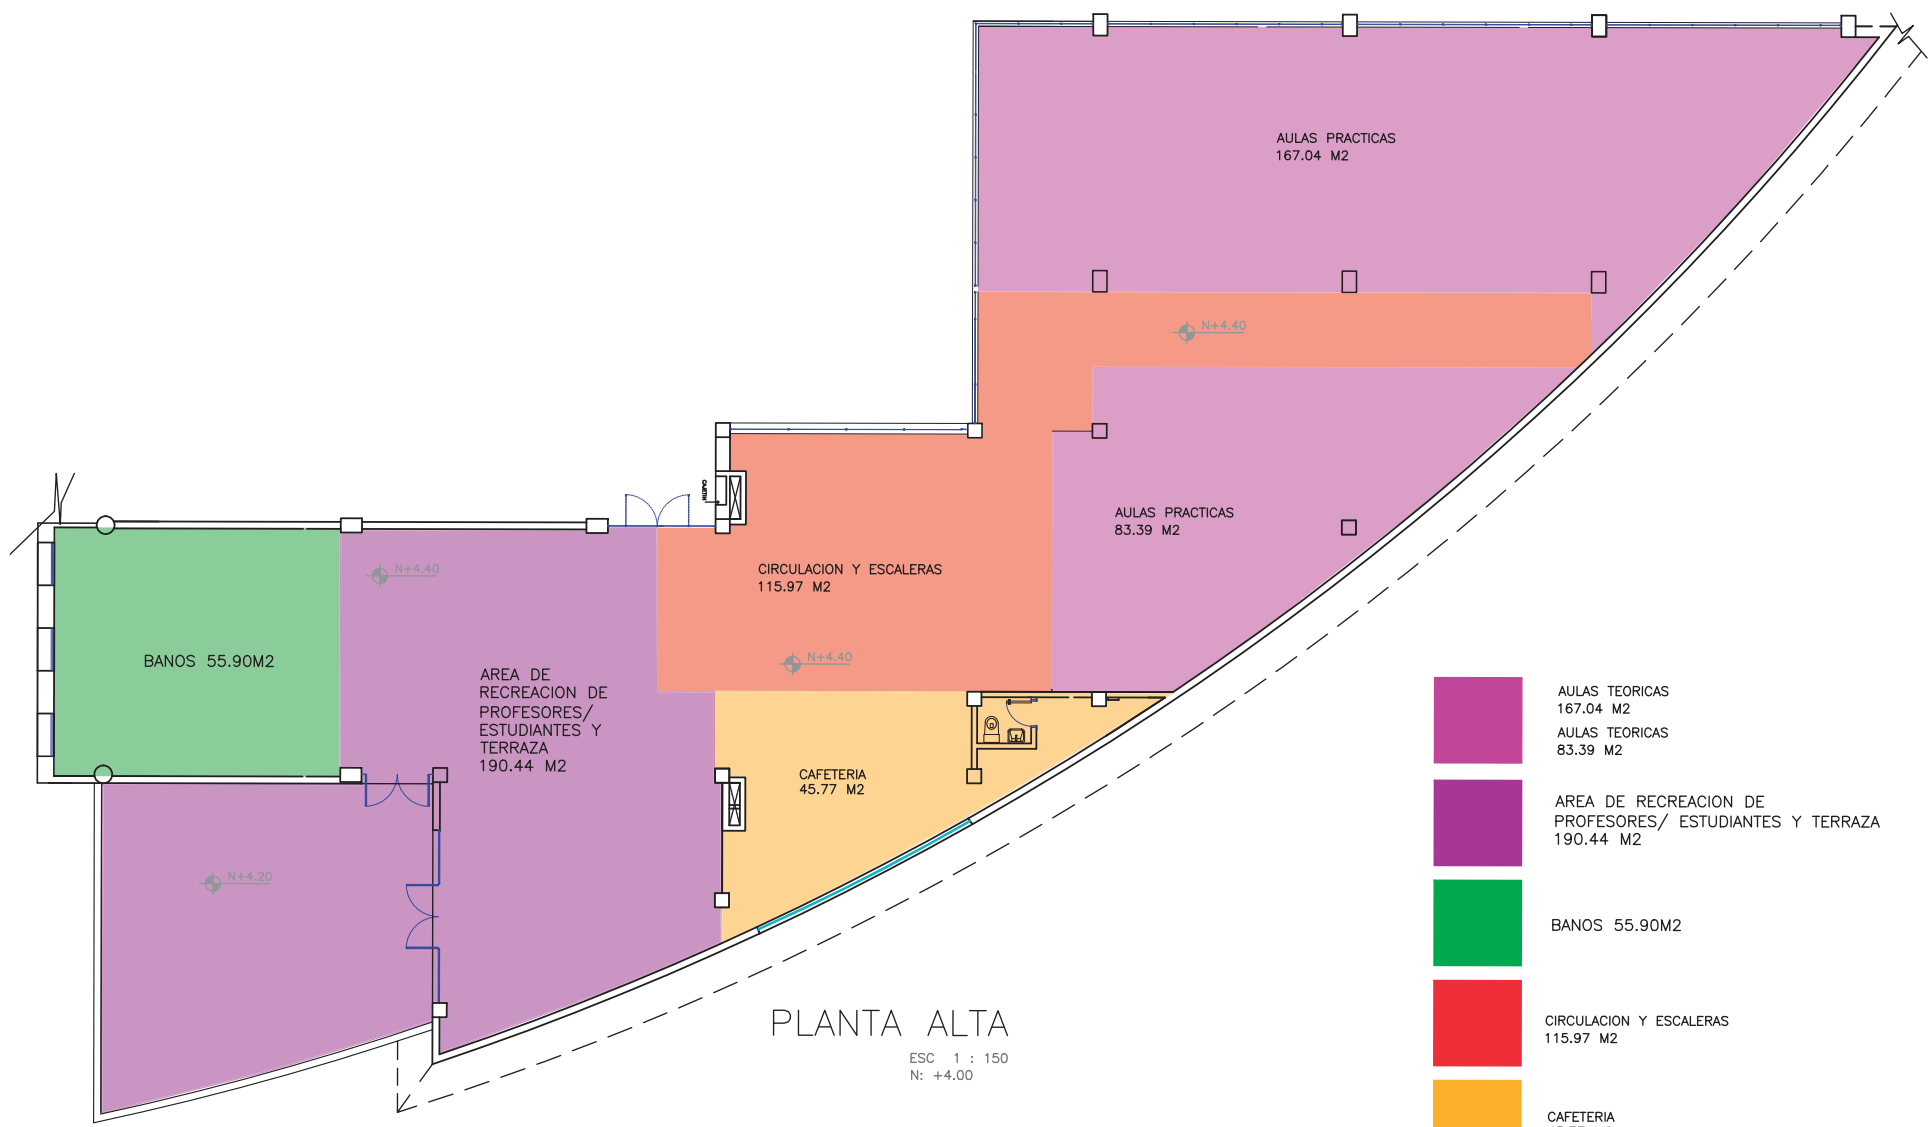 AULAS PRACTICAS
167.04 M2
N+4.40
CAJETIN
AULAS PRACTICAS
83.39 M2
N+4.40
CIRCULACION Y ESCALERAS
115.97 M2
N+4.40
BANOS 55.90M2
AREA DE
RECREACION DE
PROFESORES/
ESTUDIANTES Y
TERRAZA
190.44 M2
CAFETERIA
45.77 M2
N+4.20
PLANTA ALTA
ESC 1 : 150
N: +4.00
AULAS TEORICAS
167.04 M2
AULAS TEORICAS
83.39 M2
AREA DE RECREACION DE
PROFESORES/ ESTUDIANTES Y TERRAZA
190.44 M2
BANOS 55.90M2
CIRCULACION Y ESCALERAS
115.97 M2
CAFETERIA